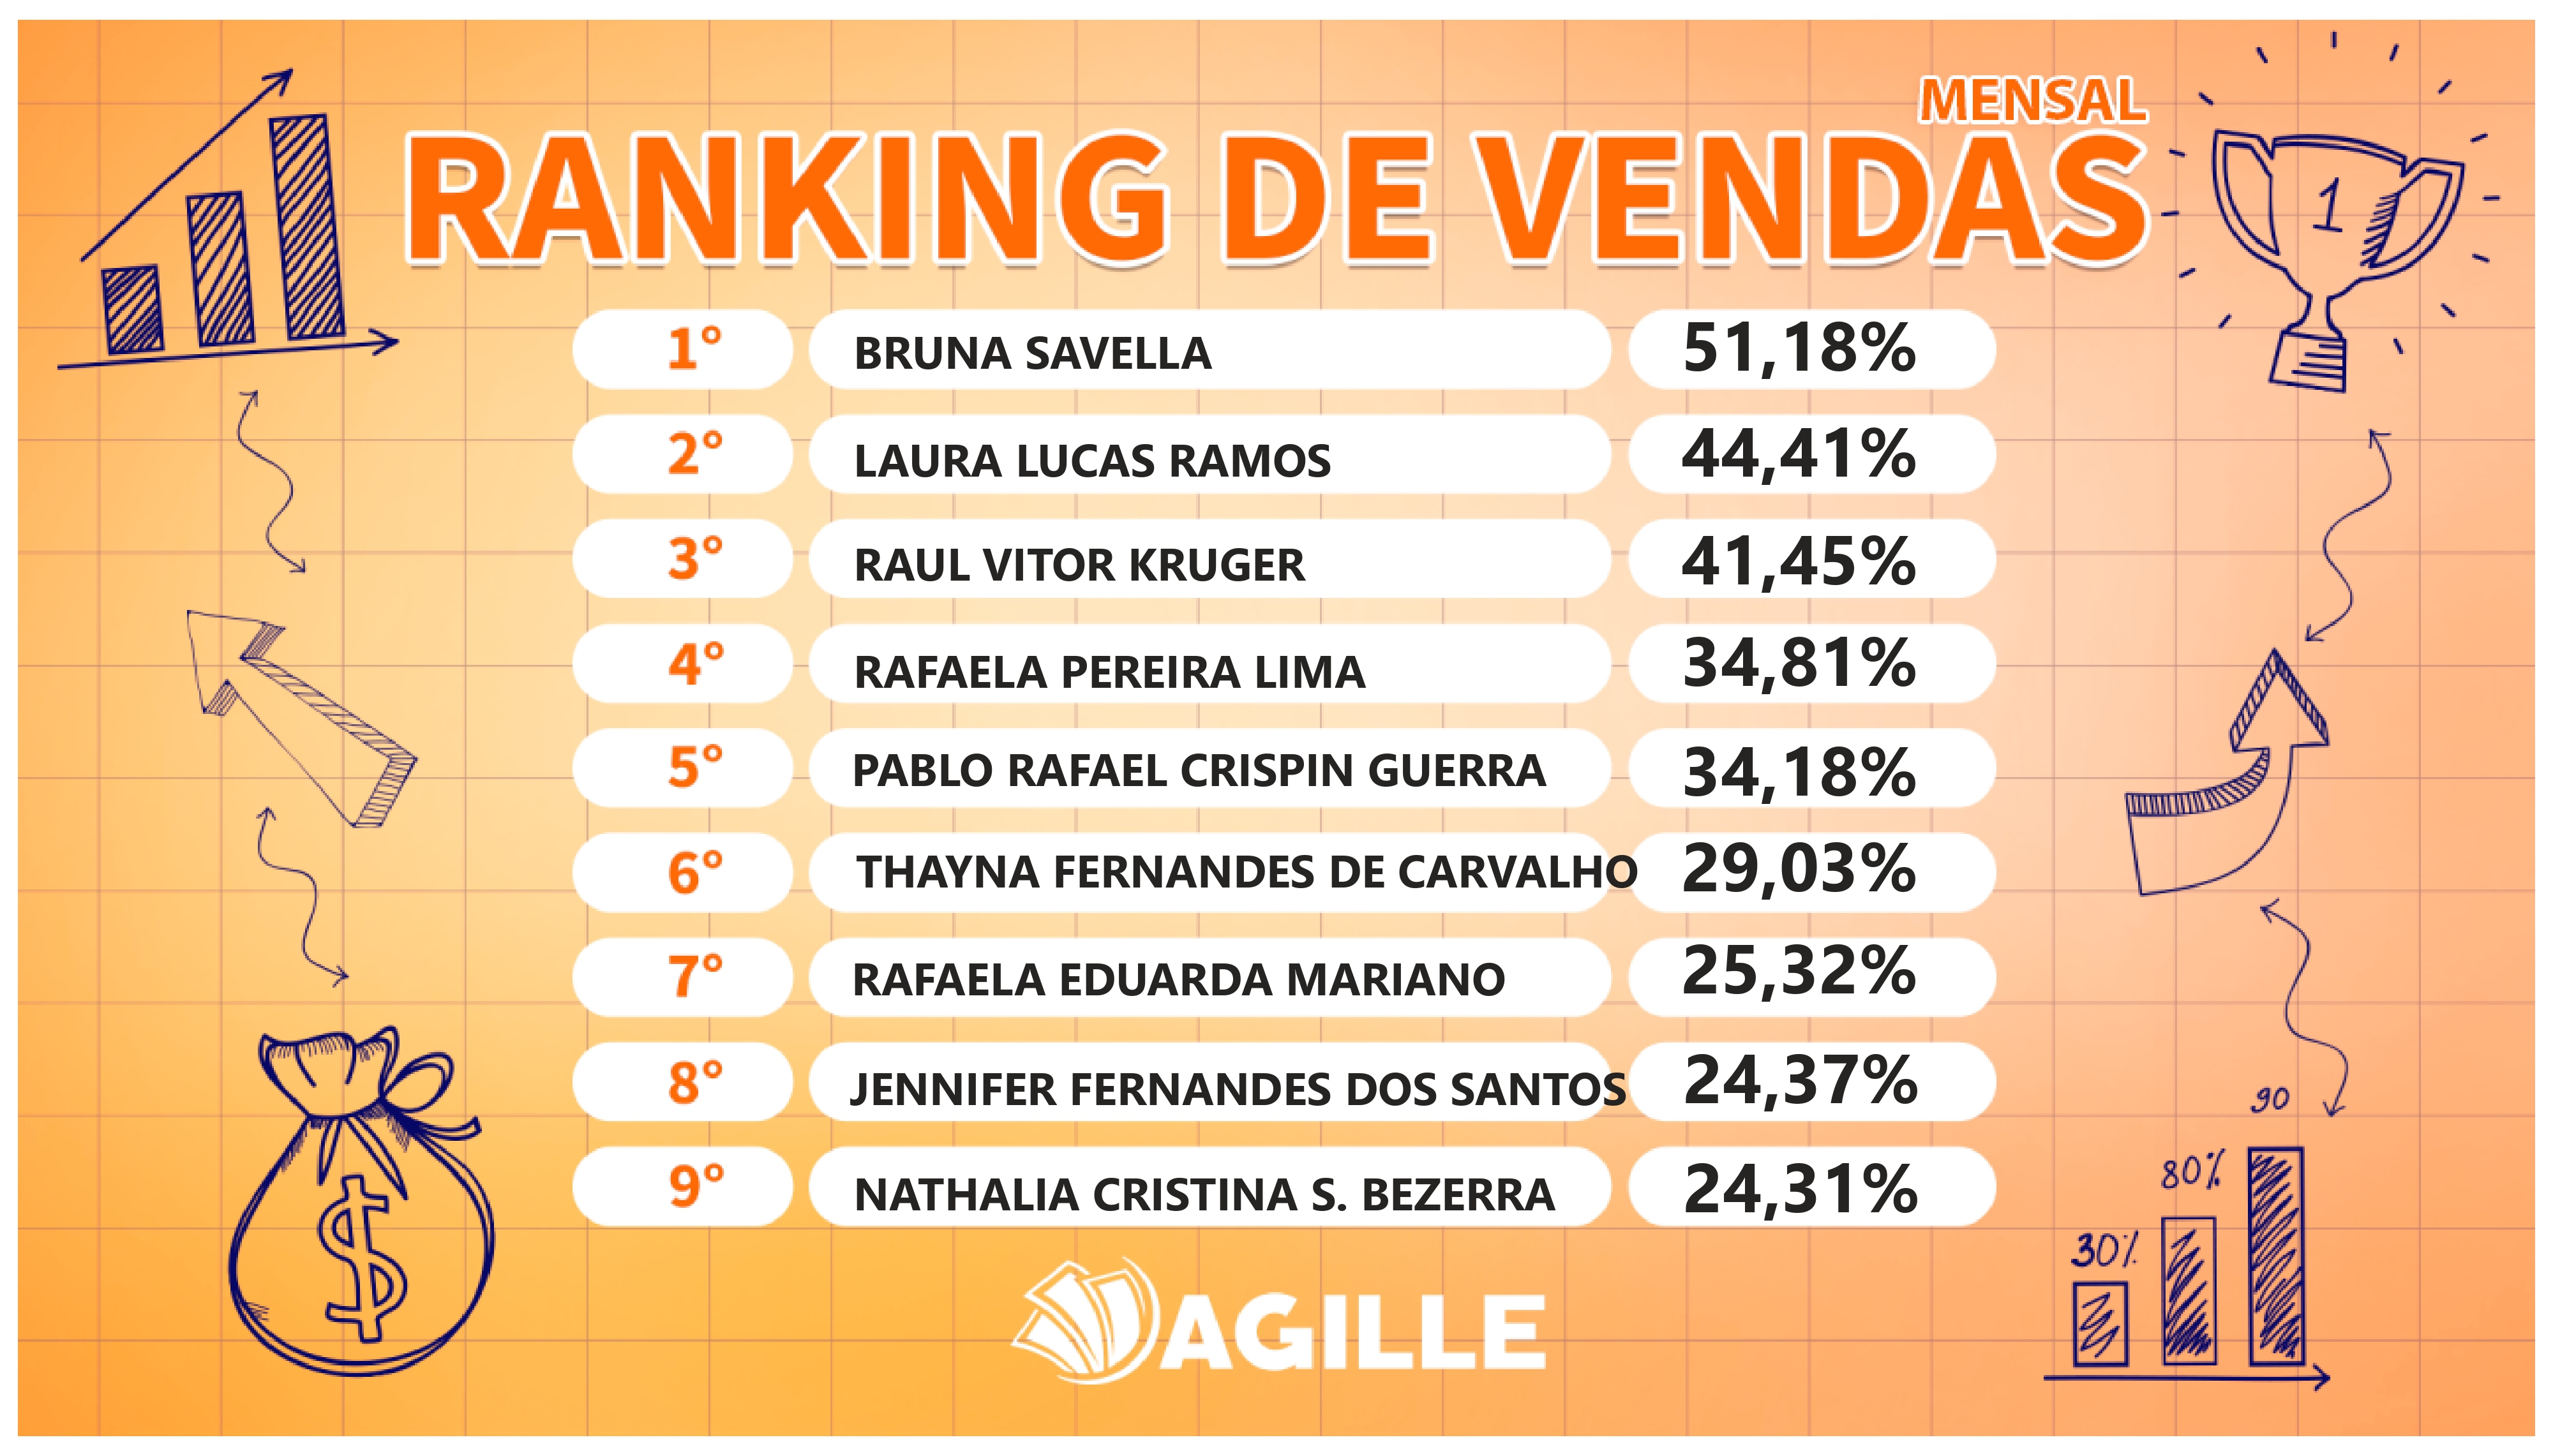 MENSAL
RANKING DE VENDAS
1
1° BRUNA SAVELLA 51,18%
2° LAURA LUCAS RAMOS 44,41%
3° RAUL VITOR KRUGER 41,45%
4° RAFAELA PEREIRA LIMA 34,81%
5° PABLO RAFAEL CRISPIN GUERRA 34,18%
6° THAYNA FERNANDES DE CARVALHO 29,03%
7° RAFAELA EDUARDA MARIANO 25,32%
8° JENNIFER FERNANDES DOS SANTOS 24,37%
9° NATHALIA CRISTINA S. BEZERRA 24,31%
90
80%
30%
$
AGILLE